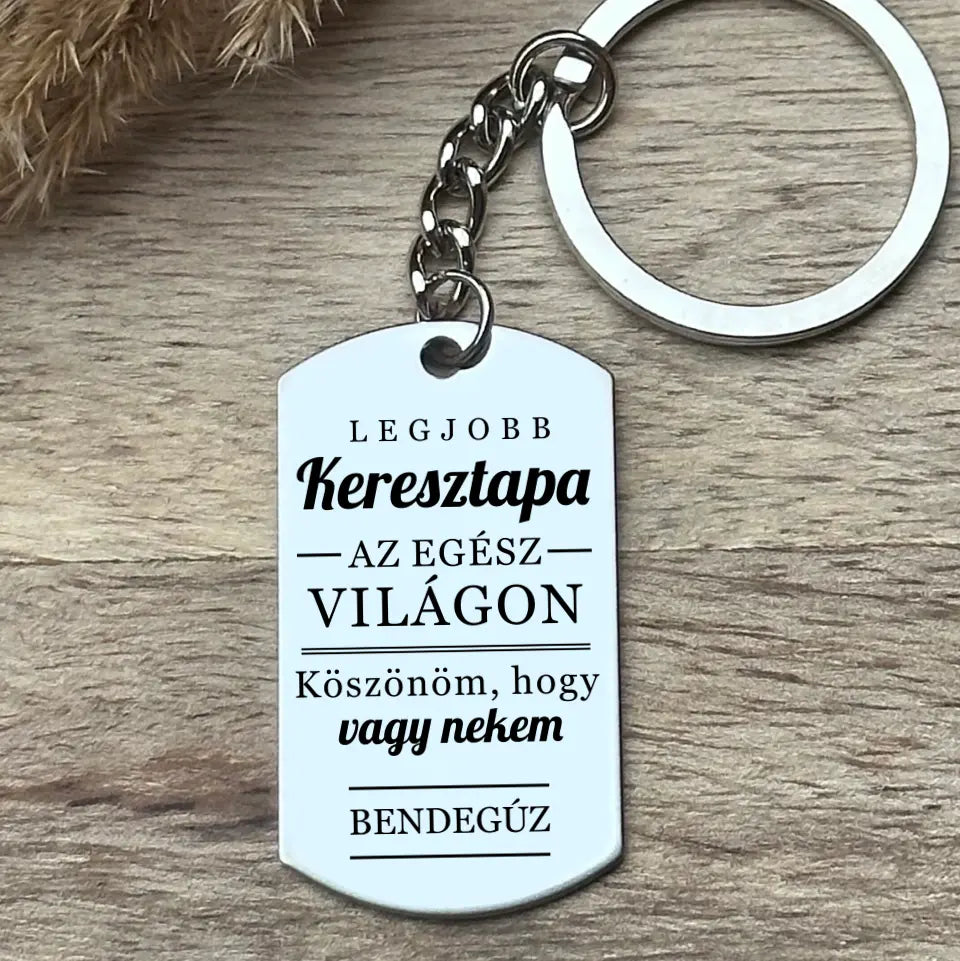 LEGJOBB
Keresztapa
AZ EGÉSZ
VILÁGON
Köszönöm, hogy
vagy nekem
BENDEGÚZ